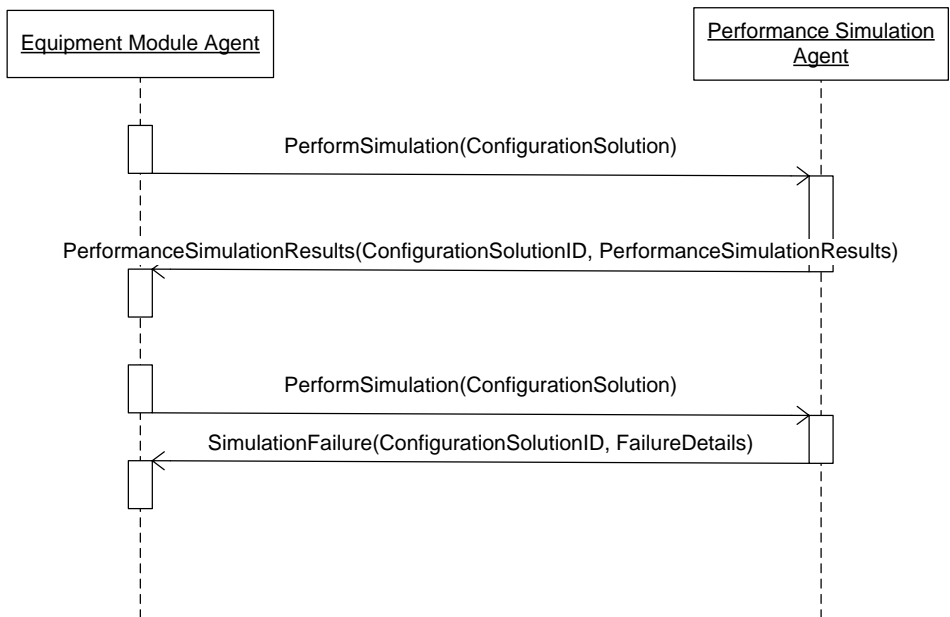 Equipment Module Agent
Performance Simulation
Agent
PerformSimulation(ConfigurationSolution)
PerformanceSimulationResults(ConfigurationSolutionID, PerformanceSimulationResults)
PerformSimulation(ConfigurationSolution)
SimulationFailure(ConfigurationSolutionID, FailureDetails)